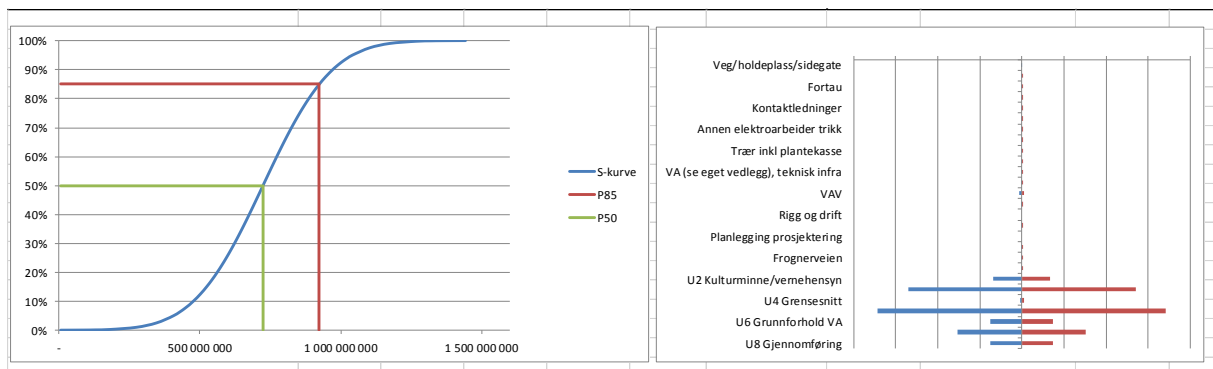 100%
90%
80%
70%
60%
50%
40%
30%
20%
10%
0%
-
500 000 000
1 000 000 000
1 500 000 000
S-kurve
P85
P50
Veg/holdeplass/sidegate
Fortau
Kontaktledninger
Annen elektroarbeider trikk
Trær inkl plantekasse
VA (se eget vedlegg), teknisk infra
VAV
Rigg og drift
Planlegging prosjektering
Frognerveien
U2 Kulturminne/vernehensyn
U4 Grensesnitt
U6 Grunnforhold VA
U8 Gjennomføring